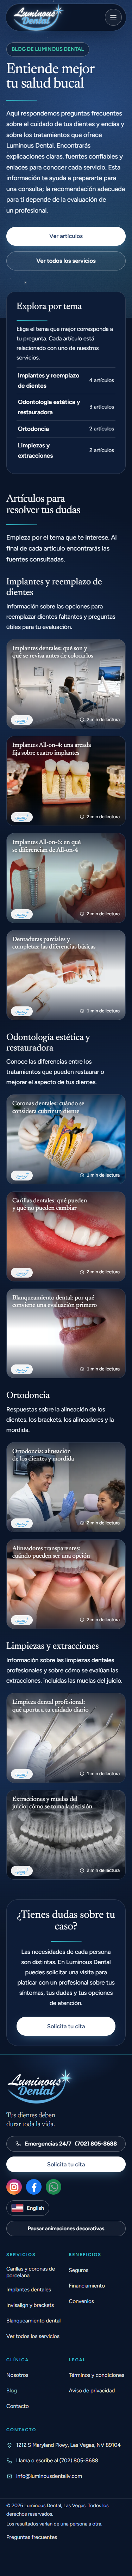 Luminous
Dental
BLOG DE LUMINOUS DENTAL
Entiende mejor
tu salud bucal
Aquí respondemos preguntas frecuentes
sobre el cuidado de tus dientes y encías y
sobre los tratamientos que ofrece
Luminous Dental. Encontrarás
explicaciones claras, fuentes confiables y
enlaces a los servicios relacionados. Esta
información te ayuda a prepararte para
una consulta; la recomendación adecuada
para ti depende de la evaluación de
un profesional.
Ver artículos
Ver todos los servicios
Explora por tema
Elige el tema que mejor corresponda a
tu pregunta. Cada artículo está
relacionado con uno de nuestros
servicios.
Implantes y reemplazo
de dientes
4 artículos
Odontología estética y
restauradora
3 artículos
Ortodoncia
2 artículos
Limpiezas y
extracciones
2 artículos
Artículos para
resolver tus dudas
Empieza por el tema que te interesa. Al
final de cada artículo encontrarás las
fuentes consultadas.
Implantes y reemplazo de
dientes
Información sobre las opciones para
reemplazar dientes faltantes y preguntas
útiles para tu evaluación.
Implantes dentales: qué son y
qué se revisa antes de colocarlos
2 min de lectura
Implantes All-on-4: una arcada
fija sobre cuatro implantes
2 min de lectura
Implantes All-on-6: en qué
se diferencian de All-on-4
2 min de lectura
Dentaduras parciales y
completas: las diferencias básicas
1 min de lectura
Odontología estética y
restauradora
Conoce las diferencias entre los
tratamientos que pueden restaurar o
mejorar el aspecto de tus dientes.
Coronas dentales: cuándo se
considera cubrir un diente
1 min de lectura
Carillas dentales: qué pueden
y qué no pueden cambiar
2 min de lectura
Blanqueamiento dental: por qué
conviene una evaluación primero
1 min de lectura
Ortodoncia
Respuestas sobre la alineación de los
dientes, los brackets, los alineadores y la
mordida.
Ortodoncia: alineación
de los dientes y mordida
2 min de lectura
Alineadores transparentes:
cuándo pueden ser una opción
2 min de lectura
Limpiezas y extracciones
Información sobre las limpiezas dentales
profesionales y sobre cómo se evalúan las
extracciones, incluidas las muelas del juicio.
Limpieza dental profesional:
qué aporta a tu cuidado diario
1 min de lectura
Extracciones y muelas del
juicio: cómo se toma la decisión
2 min de lectura
¿Tienes dudas sobre tu
caso?
Las necesidades de cada persona
son distintas. En Luminous Dental
puedes solicitar una visita para
platicar con un profesional sobre tus
síntomas, tus dudas y tus opciones
de atención.
Solicita tu cita
Luminous
Dental
Tus dientes deben
durar toda la vida.
Emergencias 24/7 (702) 805-8688
Solicita tu cita
English
Pausar animaciones decorativas
SERVICIOS
Carillas y coronas de
porcelana
Implantes dentales
Invisalign y brackets
Blanqueamiento dental
Ver todos los servicios
BENEFICIOS
Seguros
Financiamiento
Convenios
CLÍNICA
Nosotros
Blog
Contacto
LEGAL
Términos y condiciones
Aviso de privacidad
CONTACTO
1212 S Maryland Pkwy, Las Vegas, NV 89104
Llama o escribe al (702) 805-8688
info@luminousdentallv.com
© 2026 Luminous Dental, Las Vegas. Todos los
derechos reservados.
Los resultados varían de una persona a otra.
Preguntas frecuentes